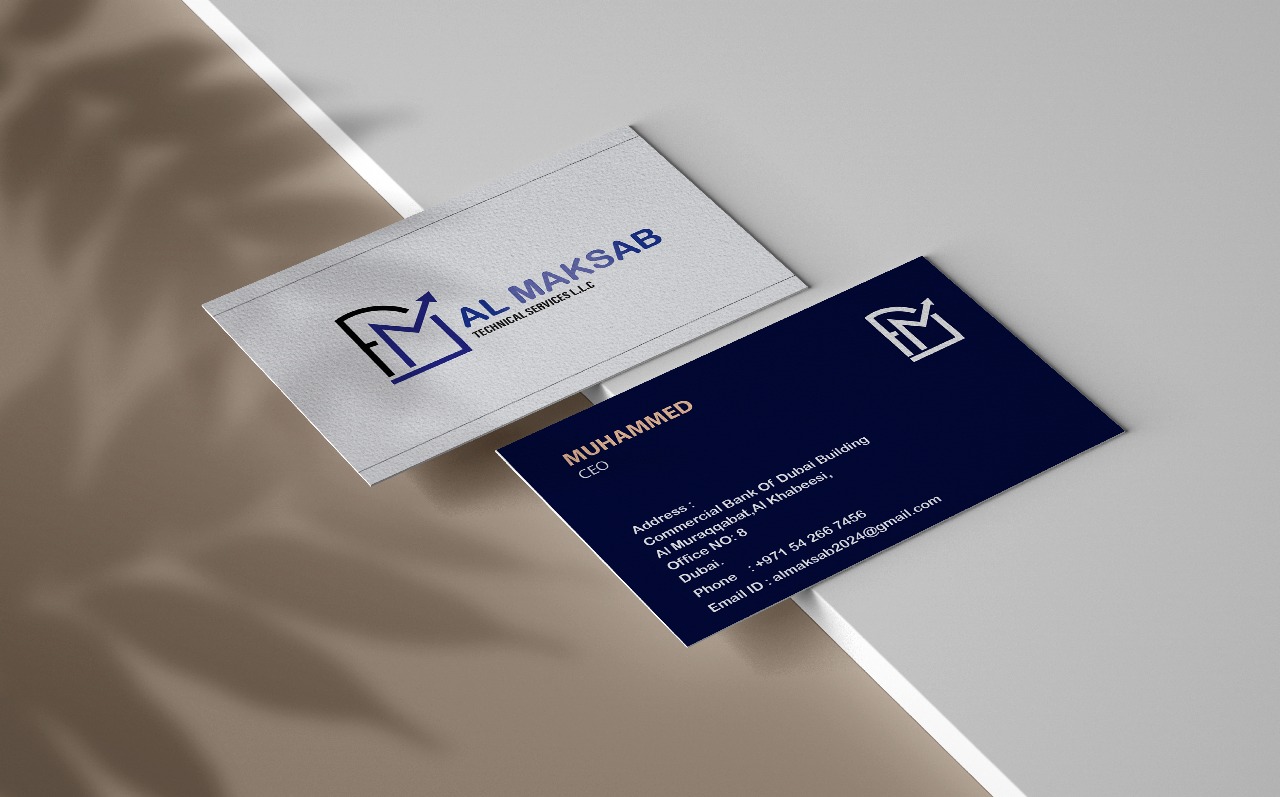 AL MAKSAB
TECHNICAL SERVICES L.L.C
MUHAMMED
CEO
Address :
Commercial Bank Of Dubai Building
Al Muraqqabat,Al Khabeesi,
Office NO: 8
Dubai.
Phone : +971 54 266 7456
Email ID : almaksab2024@gmail.com